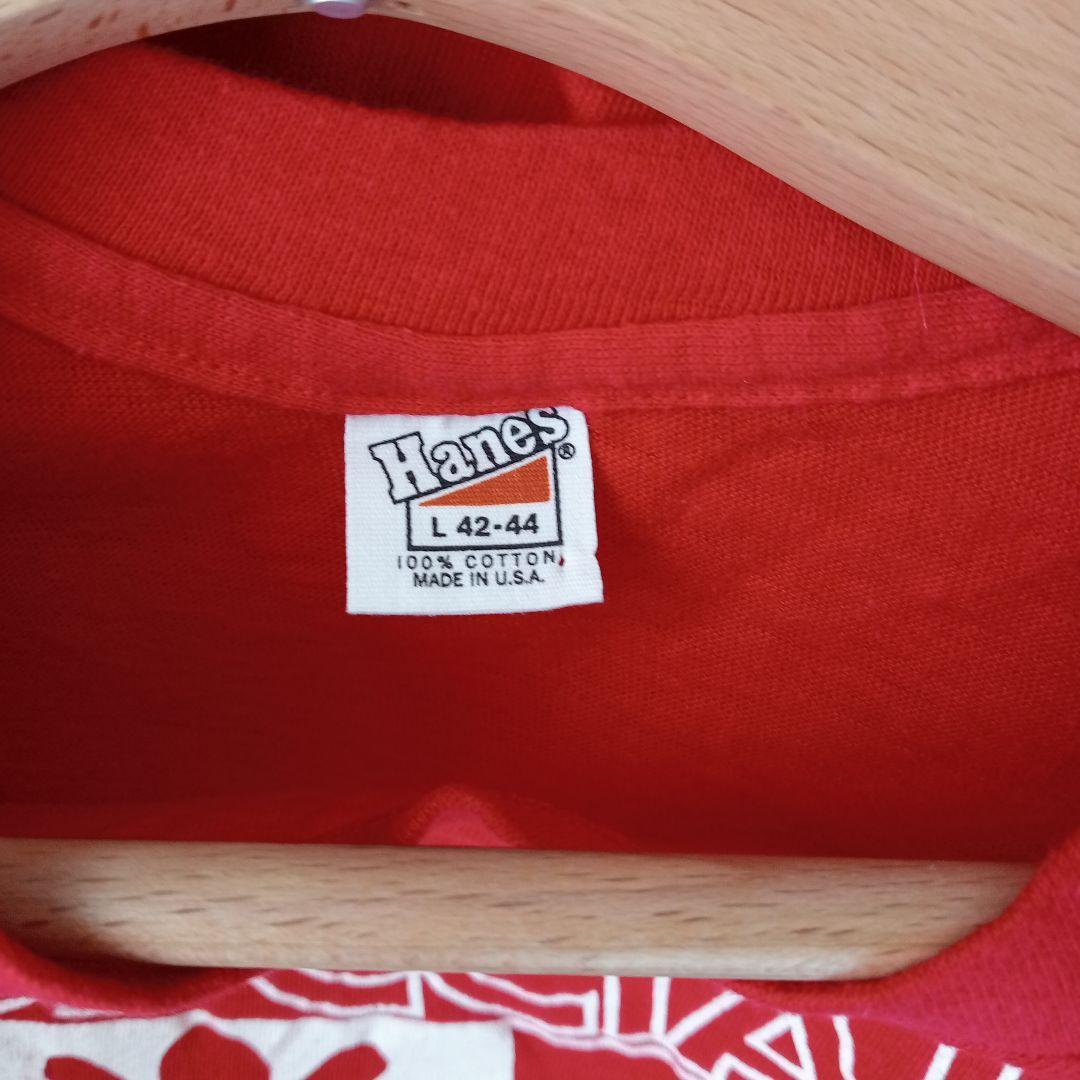 Hanes®
L 42-44
100% COTTON
MADE IN U.S.A.